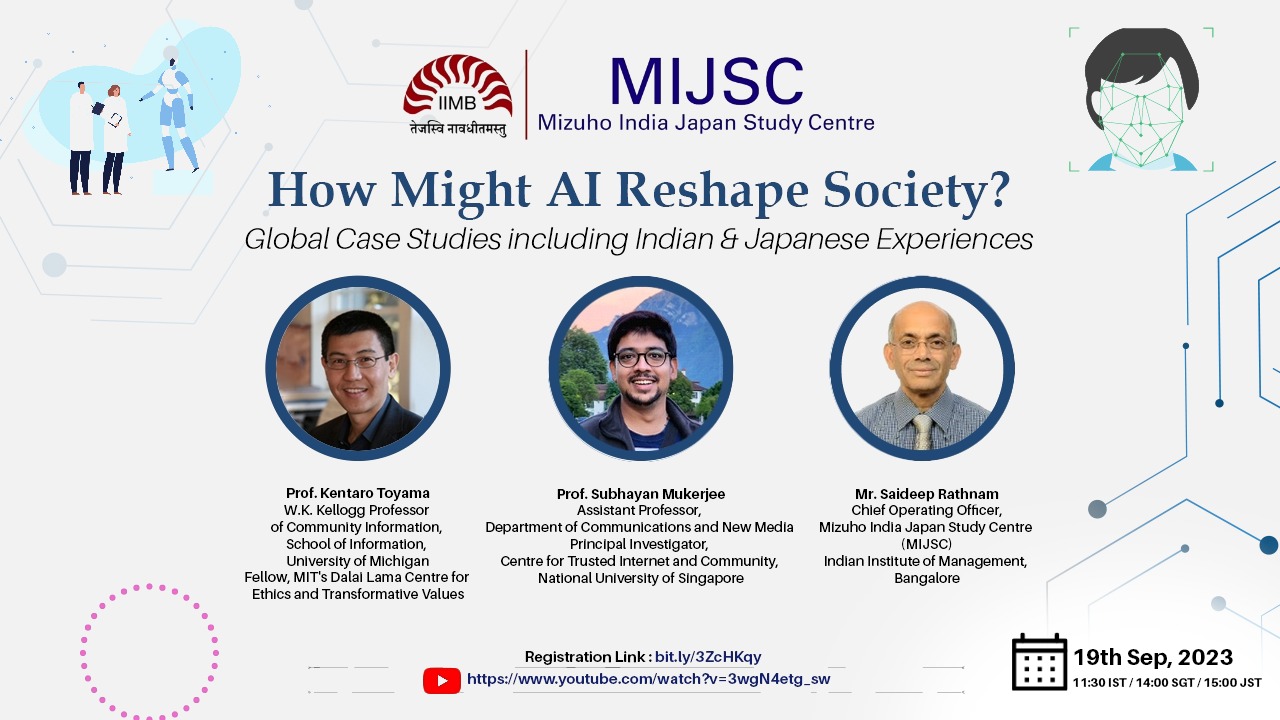 IIMB
तेजस्वि नावधीतमस्तु
MIJSC
Mizuho India Japan Study Centre
How Might AI Reshape Society?
Global Case Studies including Indian & Japanese Experiences
Prof. Kentaro Toyama
W.K. Kellogg Professor
of Community Information,
School of Information,
University of Michigan
Fellow, MIT's Dalai Lama Centre for
Ethics and Transformative Values
Prof. Subhayan Mukerjee
Assistant Professor,
Department of Communications and New Media
Principal Investigator,
Centre for Trusted Internet and Community,
National University of Singapore
Mr. Saideep Rathnam
Chief Operating Officer,
Mizuho India Japan Study Centre
(MIJSC)
Indian Institute of Management,
Bangalore
Registration Link : bit.ly/3ZcHKqy
https://www.youtube.com/watch?v=3wgN4etg_sw
19th Sep, 2023
11:30 IST / 14:00 SGT / 15:00 JST